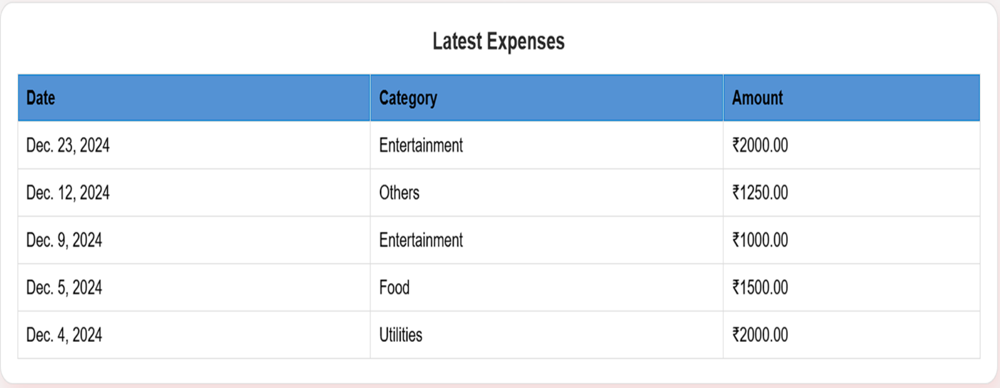 Latest Expenses
Date Category Amount
Dec. 23, 2024 Entertainment ₹2000.00
Dec. 12, 2024 Others ₹1250.00
Dec. 9, 2024 Entertainment ₹1000.00
Dec. 5, 2024 Food ₹1500.00
Dec. 4, 2024 Utilities ₹2000.00